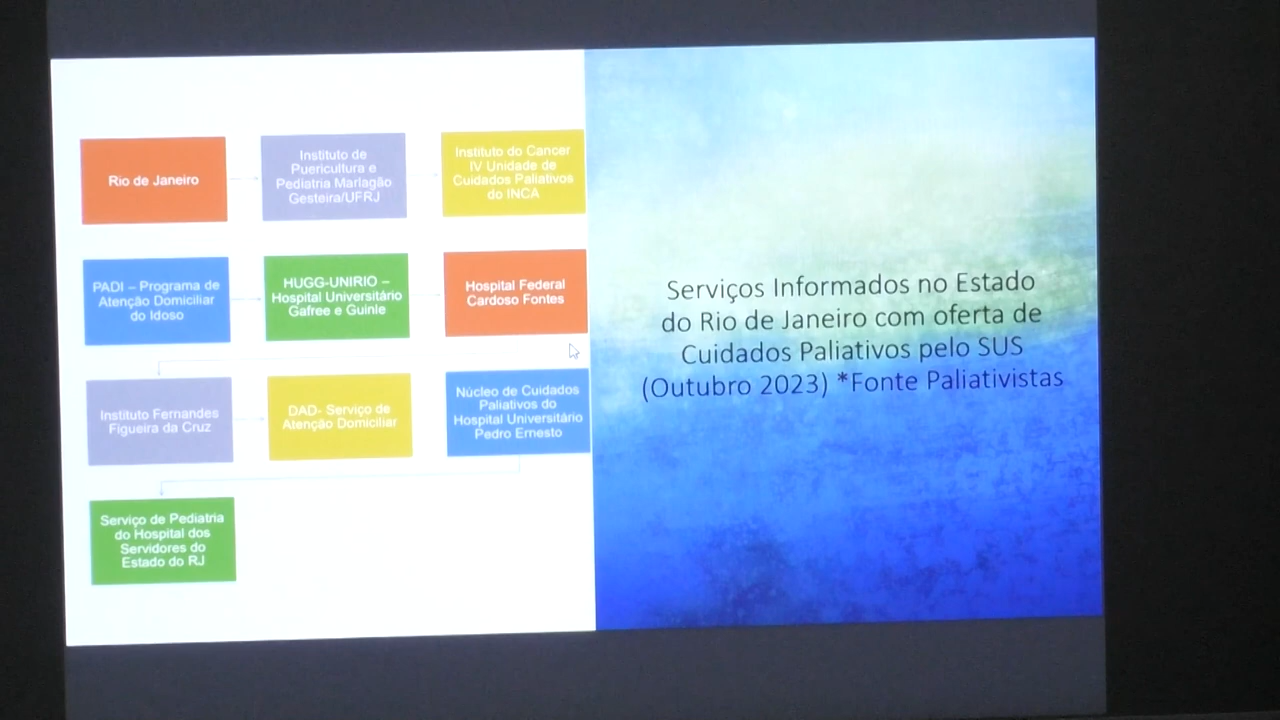 Rio de Janeiro
Instituto de
Puericultura e
Pediatria Marlagão
Gesteira/UFRJ
Instituto do Cancer
IV Unidade de
Cuidados Paliativos
do INCA
PADI – Programa de
Atenção Domiciliar
do Idoso
HUGG-UNIRIO –
Hospital Universitário
Gafree e Guinle
Hospital Federal
Cardoso Fontes
Instituto Fernandes
Figueira da Cruz
DAD- Serviço de
Atenção Domiciliar
Núcleo de Cuidados
Paliativos do
Hospital Universitário
Pedro Ernesto
Serviço de Pediatria
do Hospital dos
Servidores do
Estado do RJ
Serviços Informados no Estado
do Rio de Janeiro com oferta de
Cuidados Paliativos pelo SUS
(Outubro 2023) *Fonte Paliativistas